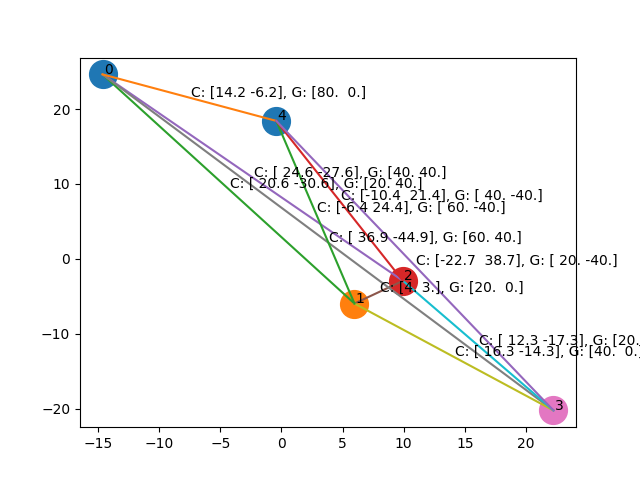 0
C: [14.2 -6.2], G: [80. 0.]
4
C: [ 24.6 -27.6], G: [40. 40.]
C: [ 20.6 -30.6], G: [20. 40.]
C: [-10.4 21.4], G: [ 40. -40.]
C: [-6.4 24.4], G: [ 60. -40.]
C: [ 36.9 -44.9], G: [60. 40.]
C: [-22.7 38.7], G: [ 20. -40.]
2
C: [4. 3.], G: [20. 0.]
1
C: [ 12.3 -17.3], G: [20.
C: [ 16.3 -14.3], G: [40. 0.]
3
20
10
0
−10
−20
−15 −10 −5 0 5 10 15 20